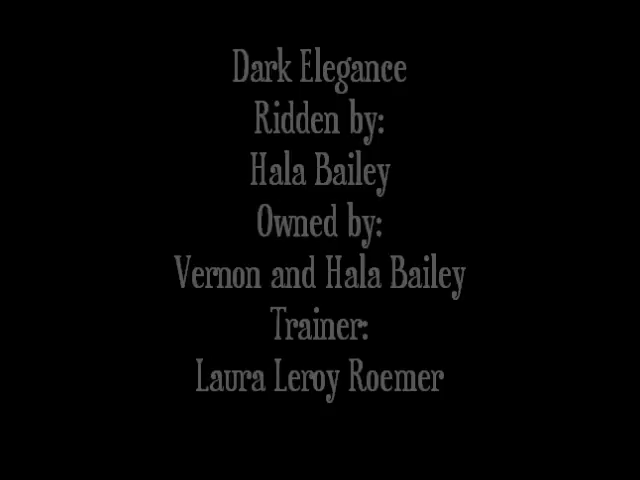 Dark Elegance
Ridden by:
Hala Bailey
Owned by:
Vernon and Hala Bailey
Trainer:
Laura Leroy Roemer